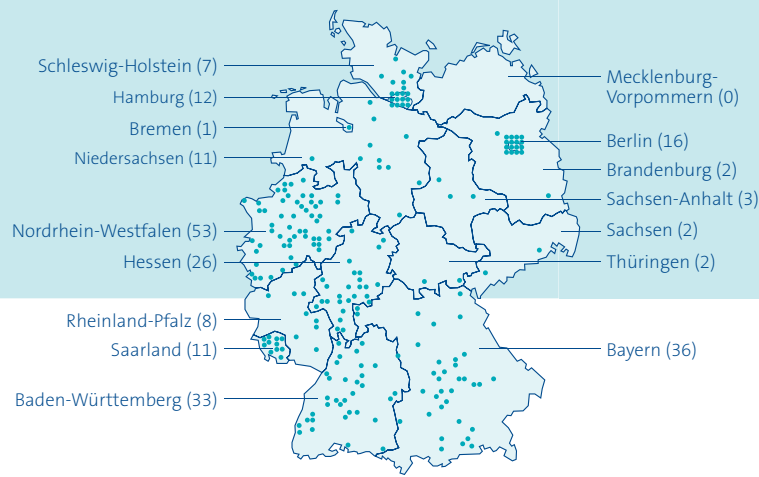 Schleswig-Holstein (7)
Hamburg (12)
Bremen (1)
Niedersachsen (11)
Nordrhein-Westfalen (53)
Hessen (26)
Rheinland-Pfalz (8)
Saarland (11)
Baden-Württemberg (33)
Mecklenburg-
Vorpommern (0)
Berlin (16)
Brandenburg (2)
Sachsen-Anhalt (3)
Sachsen (2)
Thüringen (2)
Bayern (36)